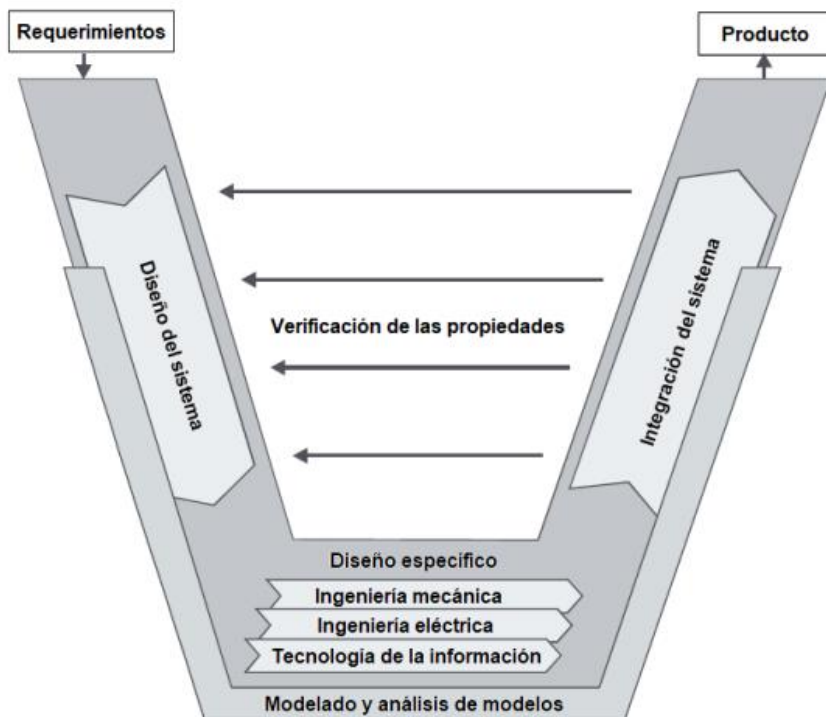 Requerimientos
Producto
Diseño del sistema
Verificación de las propiedades
Integración del sistema
Diseño específico
Ingeniería mecánica
Ingeniería eléctrica
Tecnología de la información
Modelado y análisis de modelos